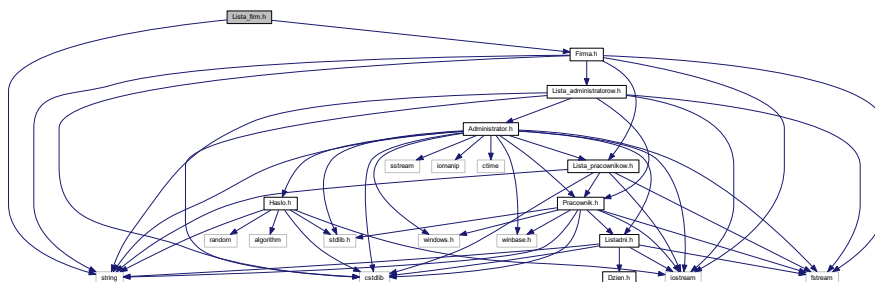 Lista_firm.h
Firma.h
Lista_administratorow.h
Administrator.h
sstream
iomanip
ctime
Lista_pracownikow.h
Haslo.h
Pracownik.h
random
algorithm
stdlib.h
windows.h
winbase.h
Listadni.h
string
cstdlib
Dzien.h
iostream
fstream